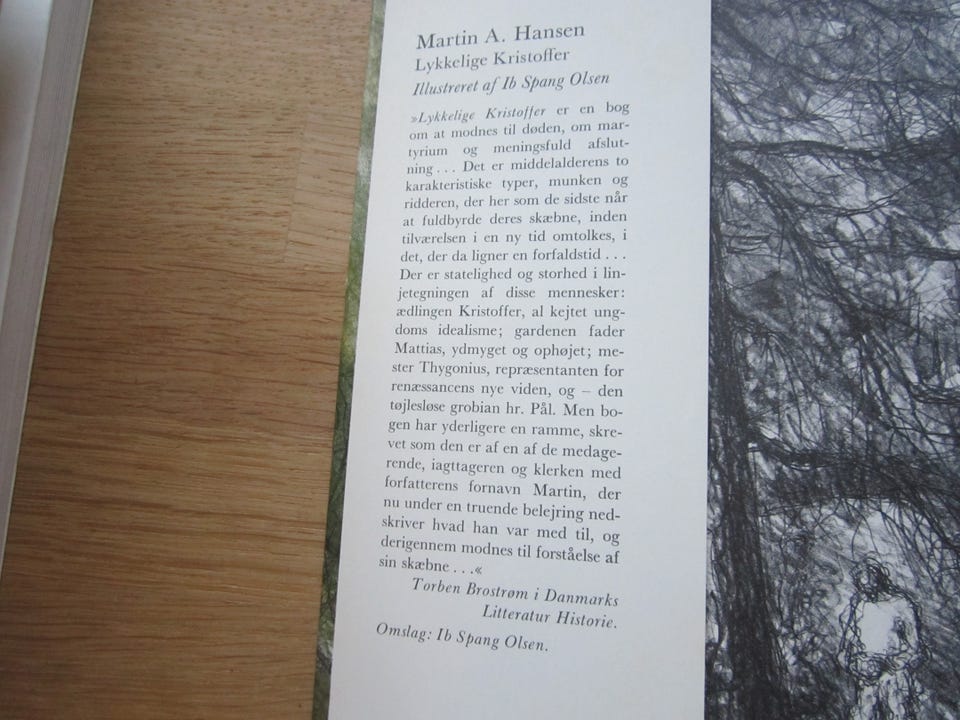 Martin A. Hansen
Lykkelige Kristoffer
Illustreret af Ib Spang Olsen
»Lykkelige Kristoffer er en bog
om at modnes til døden, om mar-
tyrium og meningsfuld afslut-
ning . . . Det er middelalderens to
karakteristiske typer, munken og
ridderen, der her som de sidste når
at fuldbyrde deres skæbne, inden
tilværelsen i en ny tid omtolkes, i
det, der da ligner en forfaldstid . . .
Der er statelighed og storhed i lin-
jetegningen af disse mennesker:
ædlingen Kristoffer, al kejtet ung-
doms idealisme; gardenen fader
Mattias, ydmyget og ophøjet; me-
ster Thygonius, repræsentanten for
renæssancens nye viden, og – den
tøjlesløse grobian hr. Pål. Men bo-
gen har yderligere en ramme, skre-
vet som den er af en af de medage-
rende, iagttageren og klerken med
forfatterens fornavn Martin, der
nu under en truende belejring ned-
skriver hvad han var med til, og
derigennem modnes til forståelse af
sin skæbne . . .«
Torben Brostrøm i Danmarks
Litteratur Historie.
Omslag: Ib Spang Olsen.